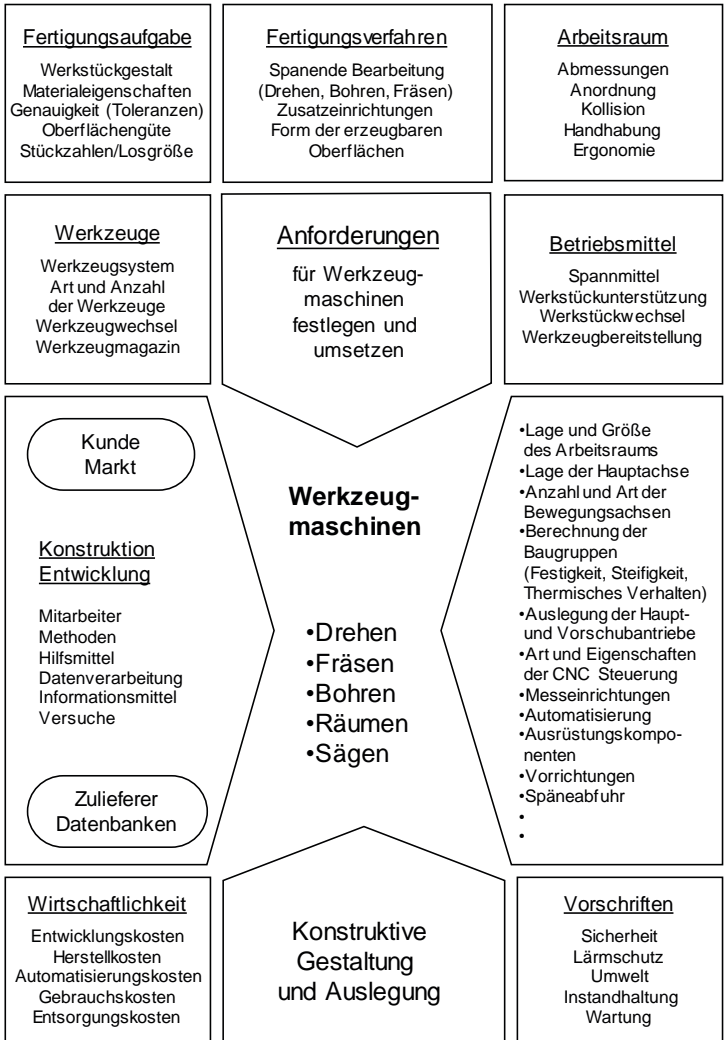 Fertigungsaufgabe
Werkstückgestalt
Materialeigenschaften
Genauigkeit (Toleranzen)
Oberflächengüte
Stückzahlen/Losgröße
Fertigungsverfahren
Spanende Bearbeitung
(Drehen, Bohren, Fräsen)
Zusatzeinrichtungen
Form der erzeugbaren
Oberflächen
Arbeitsraum
Abmessungen
Anordnung
Kollision
Handhabung
Ergonomie
Werkzeuge
Werkzeugsystem
Art und Anzahl
der Werkzeuge
Werkzeugwechsel
Werkzeugmagazin
Anforderungen
für Werkzeug-
maschinen
festlegen und
umsetzen
Betriebsmittel
Spannmittel
Werkstückunterstützung
Werkstückwechsel
Werkzeugbereitstellung
Kunde
Markt
Konstruktion
Entwicklung
Mitarbeiter
Methoden
Hilfsmittel
Datenverarbeitung
Informationsmittel
Versuche
Zulieferer
Datenbanken
Werkzeug-
maschinen
•Drehen
•Fräsen
•Bohren
•Räumen
•Sägen
•Lage und Größe
des Arbeitsraums
•Lage der Hauptachse
•Anzahl und Art der
Bewegungsachsen
•Berechnung der
Baugruppen
(Festigkeit, Steifigkeit,
Thermisches Verhalten)
•Auslegung der Haupt-
und Vorschubantriebe
•Art und Eigenschaften
der CNC Steuerung
•Messeinrichtungen
•Automatisierung
•Ausrüstungskompo-
nenten
•Vorrichtungen
•Späneabfuhr
•
•
Wirtschaftlichkeit
Entwicklungskosten
Herstellkosten
Automatisierungskosten
Gebrauchskosten
Entsorgungskosten
Konstruktive
Gestaltung
und Auslegung
Vorschriften
Sicherheit
Lärmschutz
Umwelt
Instandhaltung
Wartung